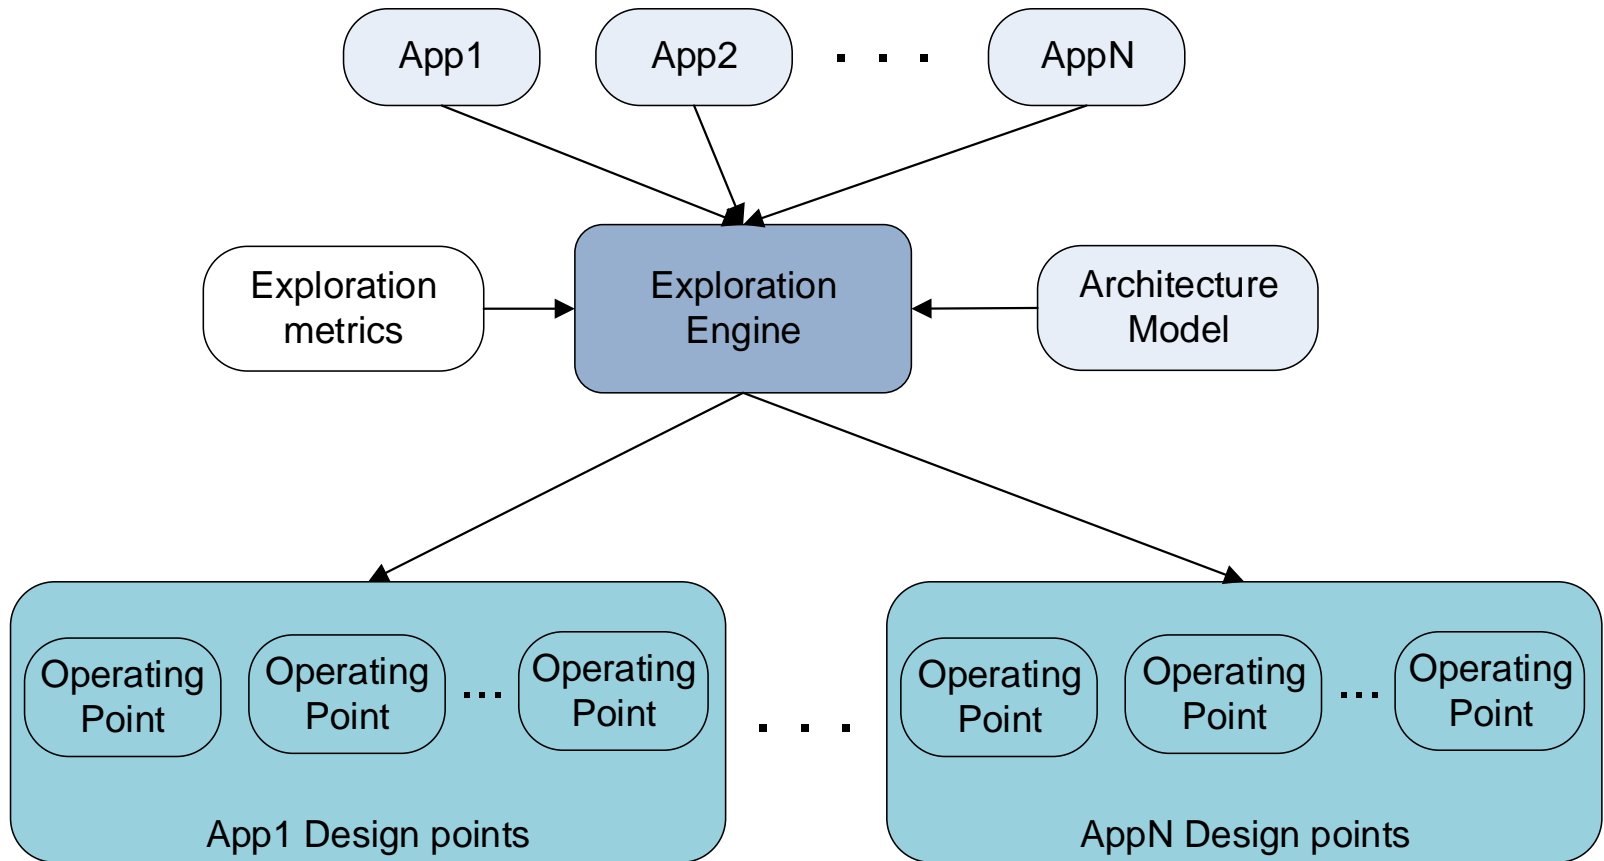 App1
App2
. . .
AppN
Exploration
metrics
Exploration
Engine
Architecture
Model
Operating
Point
Operating
Point
...
Operating
Point
. . .
Operating
Point
Operating
Point
...
Operating
Point
App1 Design points
AppN Design points